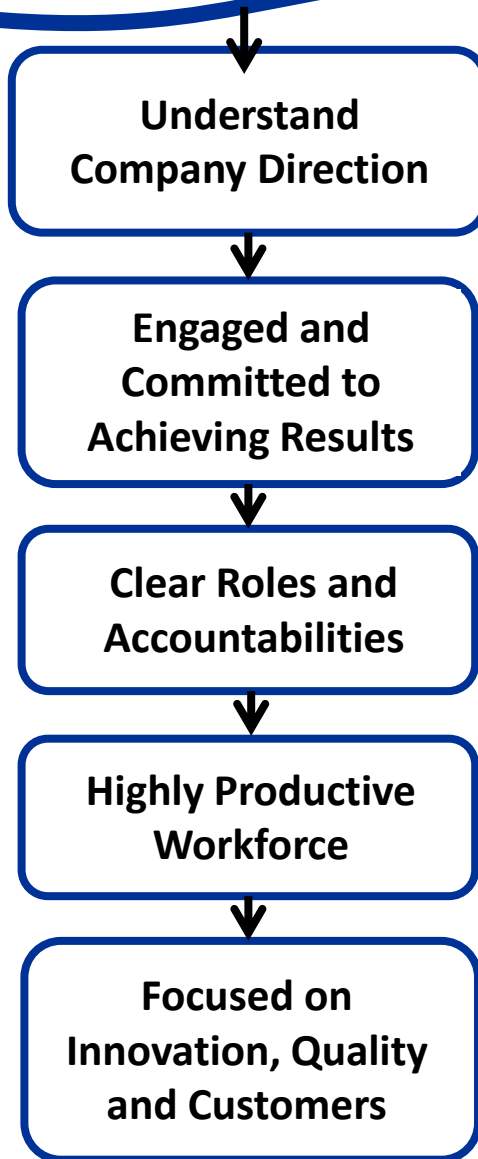 Understand
Company Direction
Engaged and
Committed to
Achieving Results
Clear Roles and
Accountabilities
Highly Productive
Workforce
Focused on
Innovation, Quality
and Customers